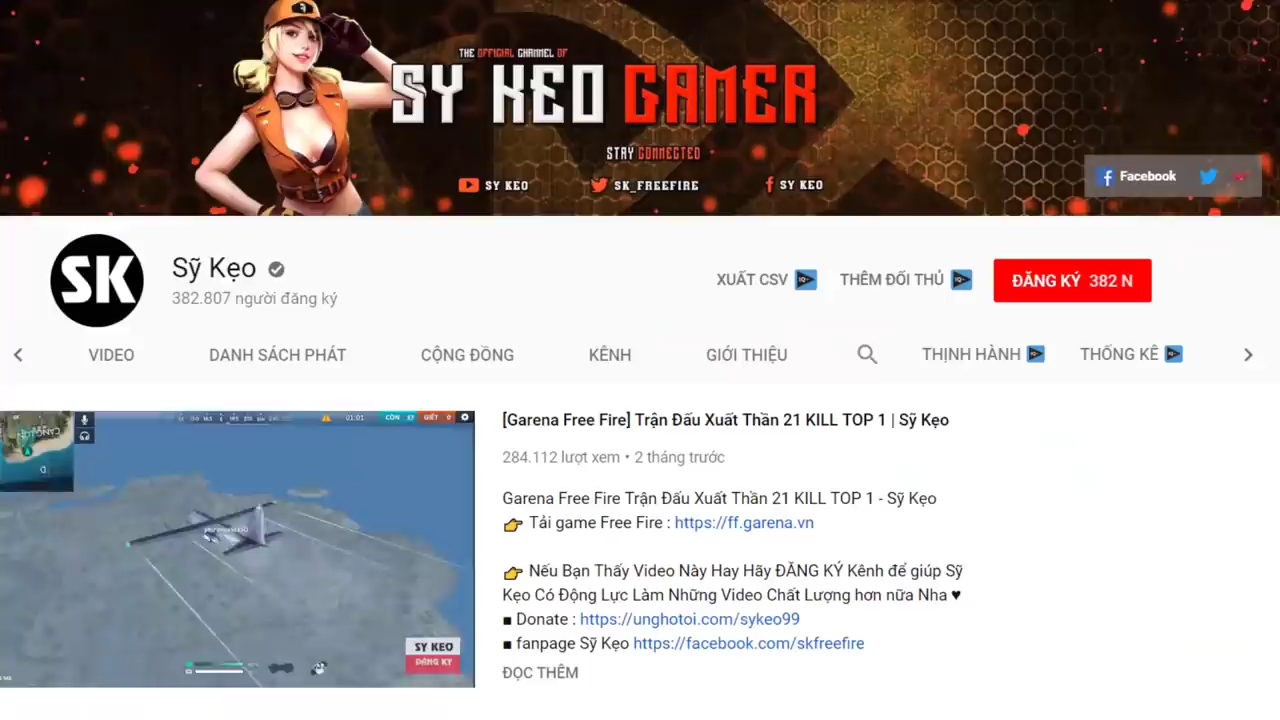 THE OFFICIAL CHANNEL OF
SY KEO GAMER
STAY CONNECTED
SY KEO
SK_FREEFIRE
SY KEO
Facebook
SK
Sỹ Kẹo
382.807 người đăng ký
XUẤT CSV
THÊM ĐỐI THỦ
ĐĂNG KÝ 382 N
VIDEO
DANH SÁCH PHÁT
CỘNG ĐỒNG
KÊNH
GIỚI THIỆU
THỊNH HÀNH
THỐNG KÊ
01:01
CÒN 57
GIẾT 0
SY KEO
ĐĂNG KÝ
[Garena Free Fire] Trận Đấu Xuất Thần 21 KILL TOP 1 | Sỹ Kẹo
284.112 lượt xem • 2 tháng trước
Garena Free Fire Trận Đấu Xuất Thần 21 KILL TOP 1 - Sỹ Kẹo
👉 Tải game Free Fire : https://ff.garena.vn
👉 Nếu Bạn Thấy Video Này Hay Hãy ĐĂNG KÝ Kênh để giúp Sỹ
Kẹo Có Động Lực Làm Những Video Chất Lượng hơn nữa Nha ♥
■ Donate : https://unghotoi.com/sykeo99
■ fanpage Sỹ Kẹo https://facebook.com/skfreefire
ĐỌC THÊM